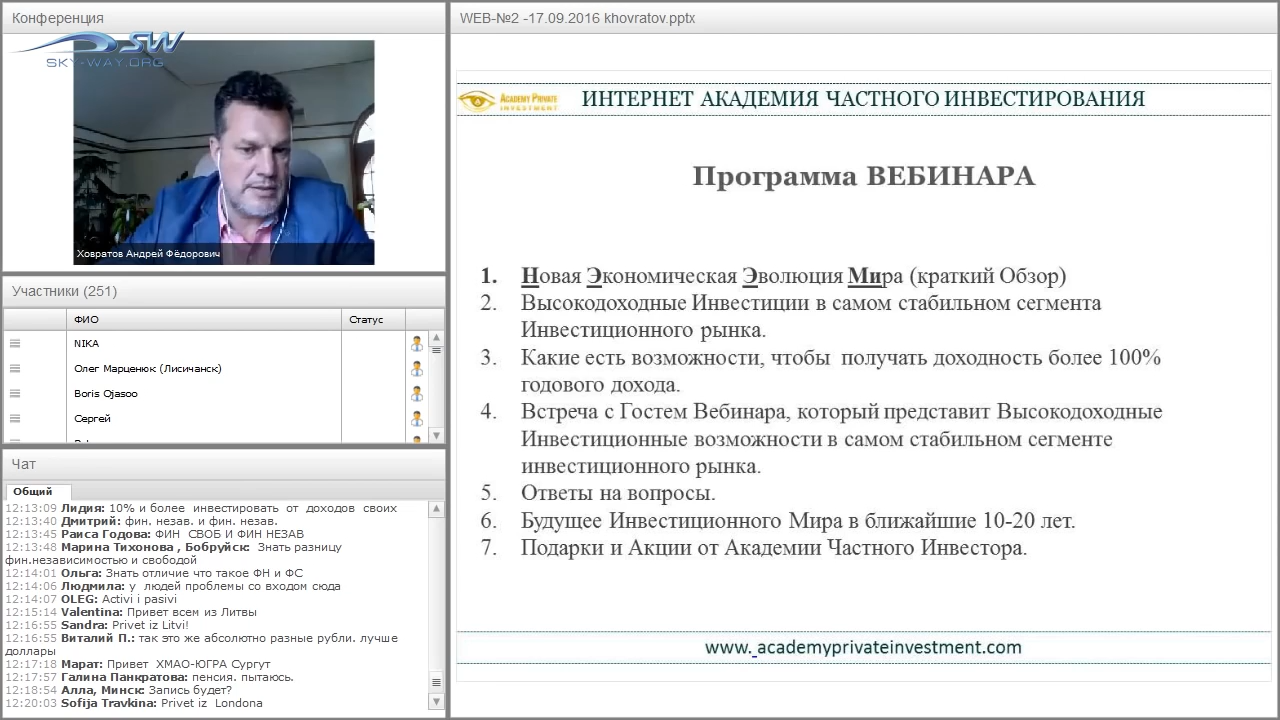 Конференция
SW
SKY-WAY.ORG
Ховратов Андрей Фёдорович
Участники (251)
ФИО
Статус
NIKA
Олег Марценюк (Лисичанск)
Boris Ojasoo
Сергей
Чат
Общий
12:13:09 Лидия: 10% и более инвестировать от доходов своих
12:13:40 Дмитрий: фин. незав. и фин. незав.
12:13:45 Раиса Годова: ФИН СВОБ И ФИН НЕЗАВ
12:13:48 Марина Тихонова , Бобруйск: Знать разницу
фин.независимостью и свободой
12:14:01 Ольга: Знать отличие что такое ФН и ФС
12:14:06 Людмила: у людей проблемы со входом сюда
12:14:07 OLEG: Activi i pasivi
12:15:14 Valentina: Привет всем из Литвы
12:16:55 Sandra: Privet iz Litvi!
12:16:55 Виталий П.: так это же абсолютно разные рубли. лучше
доллары
12:17:18 Марат: Привет ХМАО-ЮГРА Сургут
12:17:57 Галина Панкратова: пенсия. пытаюсь.
12:18:54 Алла, Минск: Запись будет?
12:20:03 Sofija Travkina: Privet iz Londona
WEB-№2 -17.09.2016 khovratov.pptx
ACADEMY PRIVATE
INVESTMENT
ИНТЕРНЕТ АКАДЕМИЯ ЧАСТНОГО ИНВЕСТИРОВАНИЯ
Программа ВЕБИНАРА
1. Новая Экономическая Эволюция Мира (краткий Обзор)
2. Высокодоходные Инвестиции в самом стабильном сегмента
Инвестиционного рынка.
3. Какие есть возможности, чтобы получать доходность более 100%
годового дохода.
4. Встреча с Гостем Вебинара, который представит Высокодоходные
Инвестиционные возможности в самом стабильном сегменте
инвестиционного рынка.
5. Ответы на вопросы.
6. Будущее Инвестиционного Мира в ближайшие 10-20 лет.
7. Подарки и Акции от Академии Частного Инвестора.
www. academyprivateinvestment.com